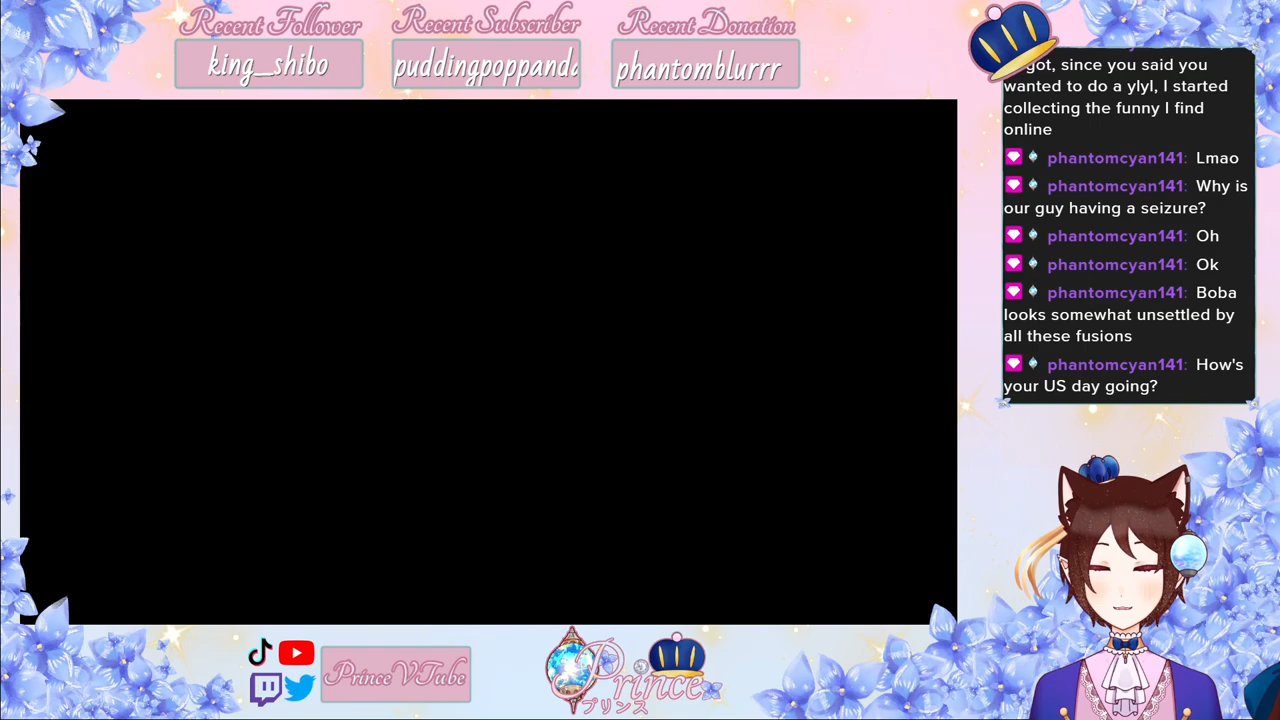 Recent Follower
Recent Subscriber
Recent Donation
king_shibo
puddingpoppanda
phantomblurrr
got, since you said you
wanted to do a ylyl, I started
collecting the funny I find
online
phantomcyan141: Lmao
phantomcyan141: Why is
our guy having a seizure?
phantomcyan141: Oh
phantomcyan141: Ok
phantomcyan141: Boba
looks somewhat unsettled by
all these fusions
phantomcyan141: How's
your US day going?
Prince VTube
Prince
プリンス